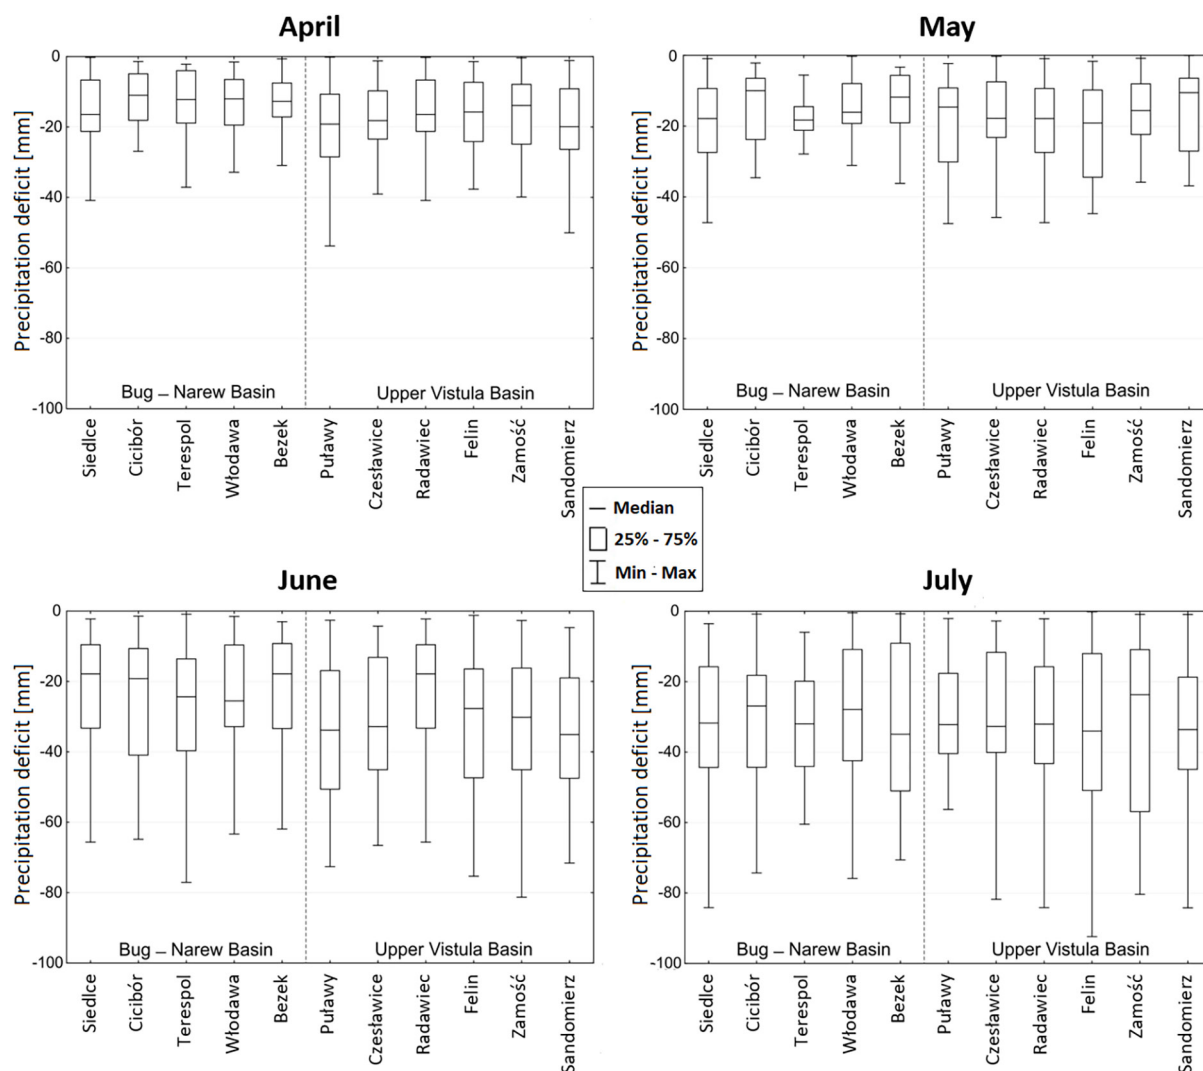 April
Precipitation deficit [mm]
0
-20
-40
-60
-80
-100
Bug – Narew Basin
Upper Vistula Basin
Siedlce
Cicibór
Terespol
Włodawa
Bezek
Puławy
Czesławice
Radawiec
Felin
Zamość
Sandomierz
May
Precipitation deficit [mm]
0
-20
-40
-60
-80
-100
Bug – Narew Basin
Upper Vistula Basin
Siedlce
Cicibór
Terespol
Włodawa
Bezek
Puławy
Czesławice
Radawiec
Felin
Zamość
Sandomierz
Median
25% - 75%
Min - Max
June
Precipitation deficit [mm]
0
-20
-40
-60
-80
-100
Bug – Narew Basin
Upper Vistula Basin
Siedlce
Cicibór
Terespol
Włodawa
Bezek
Puławy
Czesławice
Radawiec
Felin
Zamość
Sandomierz
July
Precipitation deficit [mm]
0
-20
-40
-60
-80
-100
Bug – Narew Basin
Upper Vistula Basin
Siedlce
Cicibór
Terespol
Włodawa
Bezek
Puławy
Czesławice
Radawiec
Felin
Zamość
Sandomierz